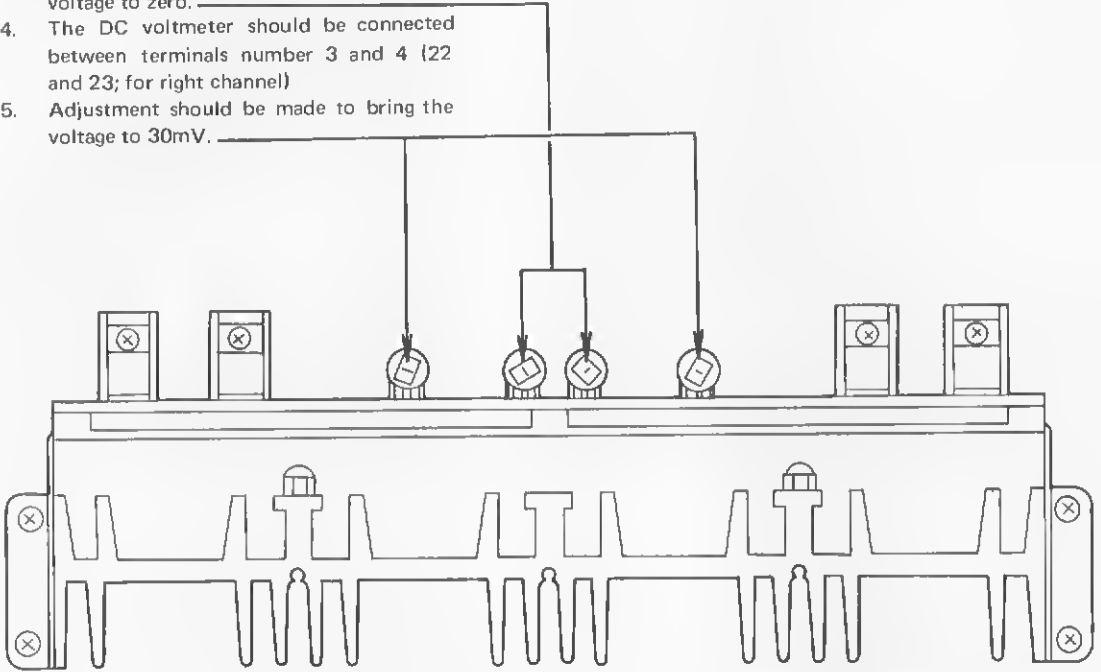 voltage to zero.
4. The DC voltmeter should be connected
between terminals number 3 and 4 (22
and 23; for right channel)
5. Adjustment should be made to bring the
voltage to 30mV.